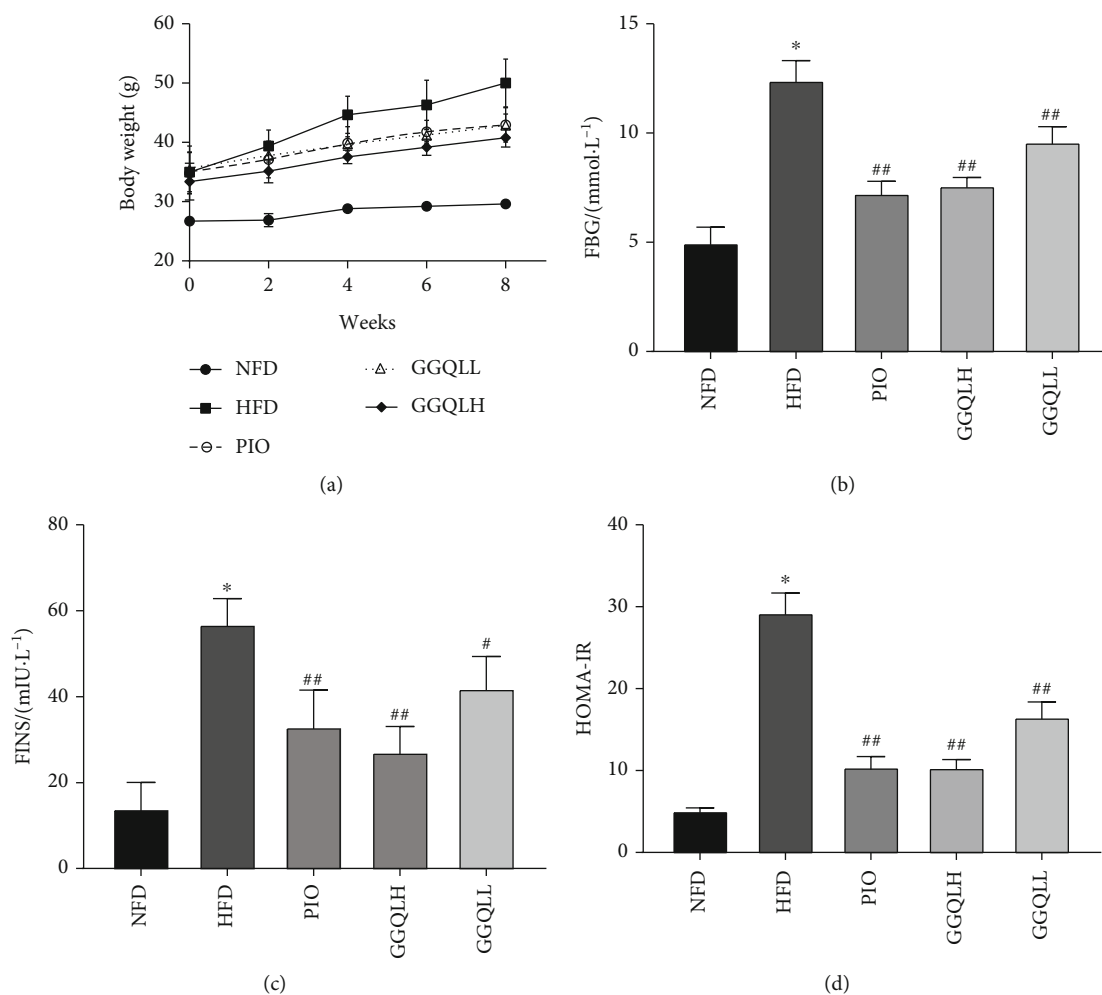 60
50
40
30
20
Body weight (g)
0
2
4
6
8
Weeks
NFD
HFD
PIO
GGQLL
GGQLH
(a)
15
10
5
0
FBG/(mmol·L⁻¹)
*
##
##
##
NFD
HFD
PIO
GGQLH
GGQLL
(b)
80
60
40
20
0
FINS/(mIU·L⁻¹)
*
##
##
#
NFD
HFD
PIO
GGQLH
GGQLL
(c)
40
30
20
10
0
HOMA-IR
*
##
##
##
NFD
HFD
PIO
GGQLH
GGQLL
(d)